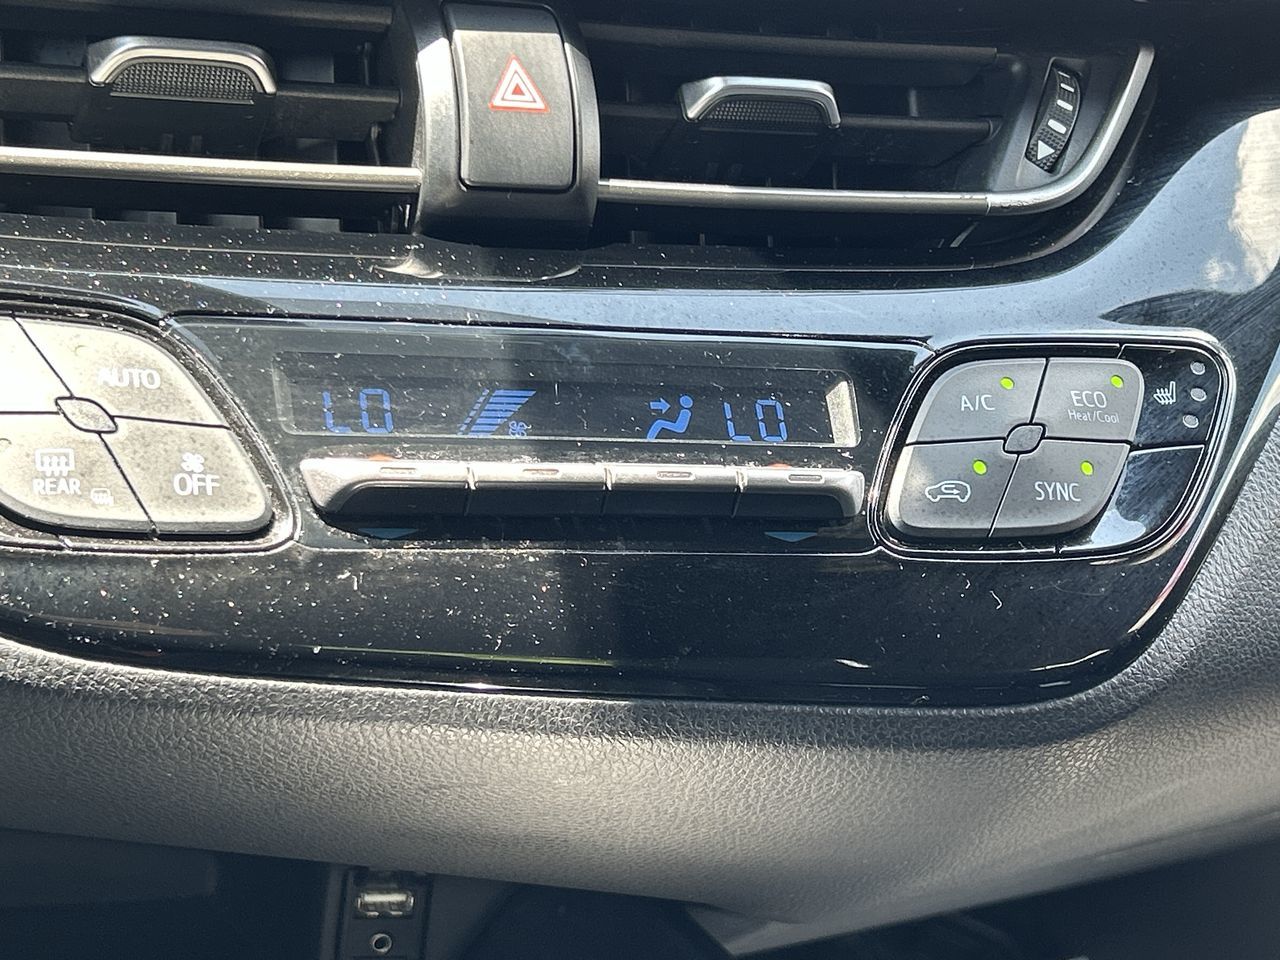 AUTO
REAR
OFF
LO
LO
A/C
ECO
Heat/Cool
SYNC